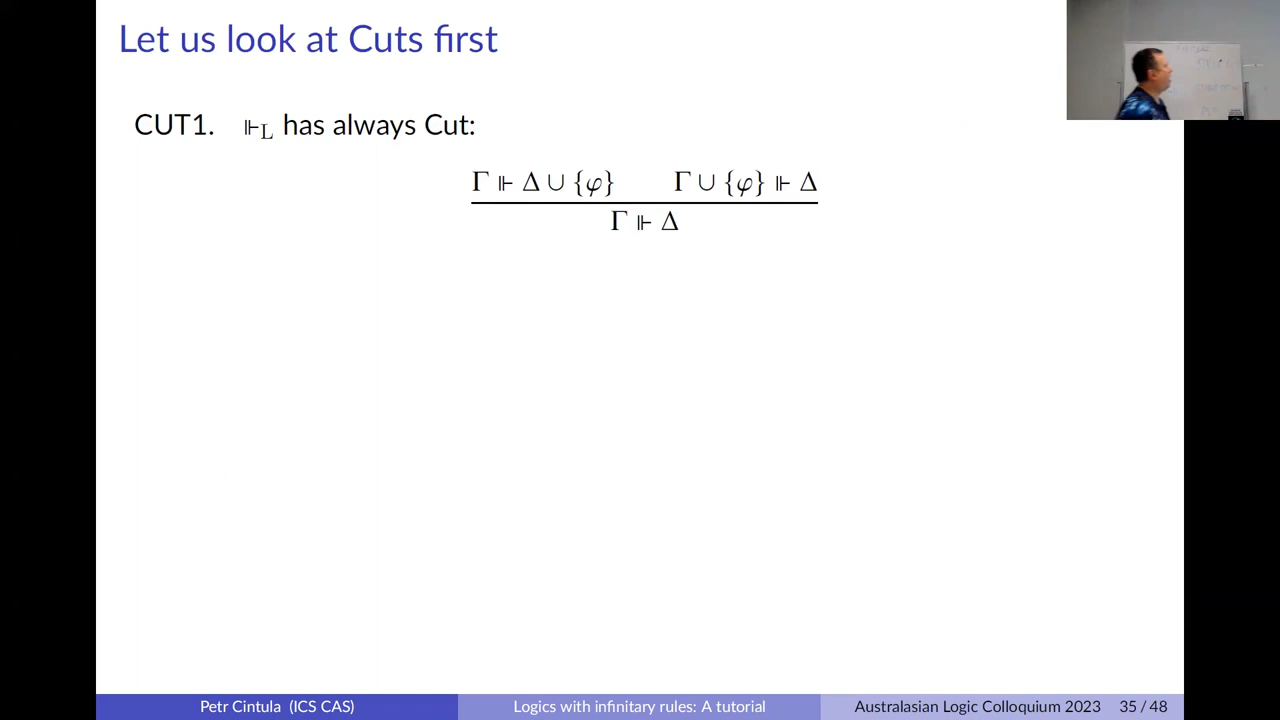 Let us look at Cuts first
CUT1. ⊩L has always Cut:
Γ ⊩ Δ ∪ {φ} Γ ∪ {φ} ⊩ Δ
Γ ⊩ Δ
Petr Cintula (ICS CAS) Logics with infinitary rules: A tutorial Australasian Logic Colloquium 2023 35 / 48